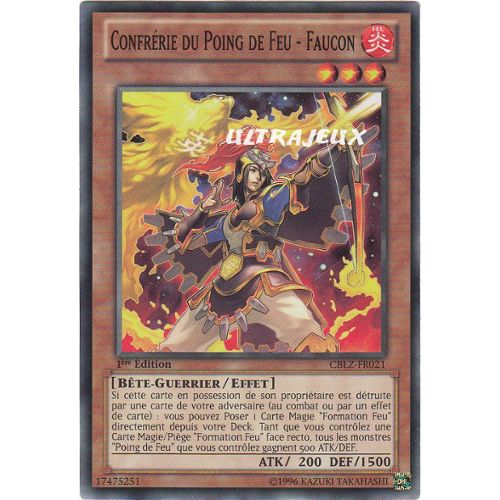 CONFRÉRIE DU POING DE FEU - FAUCON
FEU
炎
ULTRAJEUX
1ère Édition
CBLZ-FR021
[BÊTE-GUERRIER / EFFET]
Si cette carte en possession de son propriétaire est détruite
par une carte de votre adversaire (au combat ou par un effet
de carte) : vous pouvez Poser 1 Carte Magie "Formation Feu"
directement depuis votre Deck. Tant que vous contrôlez une
Carte Magie/Piège "Formation Feu" face recto, tous les monstres
"Poing de Feu" que vous contrôlez gagnent 500 ATK/DEF.
ATK/ 200 DEF/1500
17475251
©1996 KAZUKI TAKAHASHI